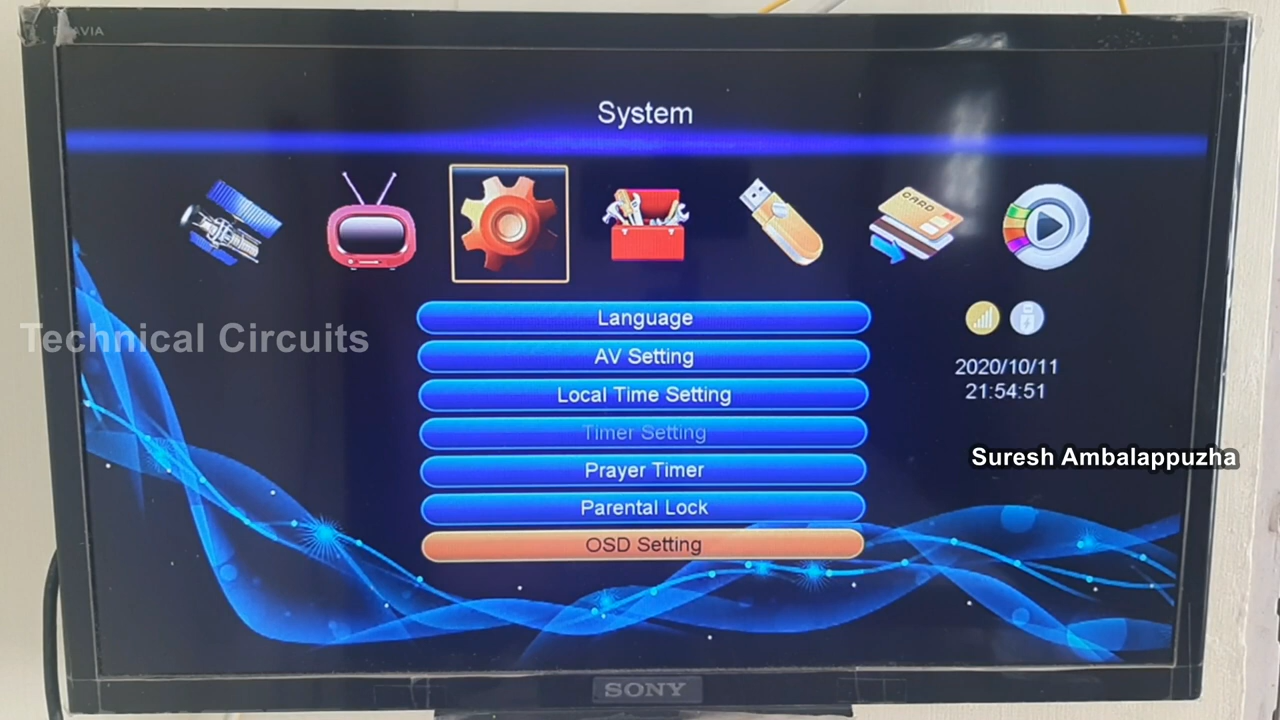 BRAVIA
System
CARD
Language
AV Setting
Local Time Setting
Timer Setting
Prayer Timer
Parental Lock
OSD Setting
2020/10/11
21:54:51
Technical Circuits
Suresh Ambalappuzha
SONY